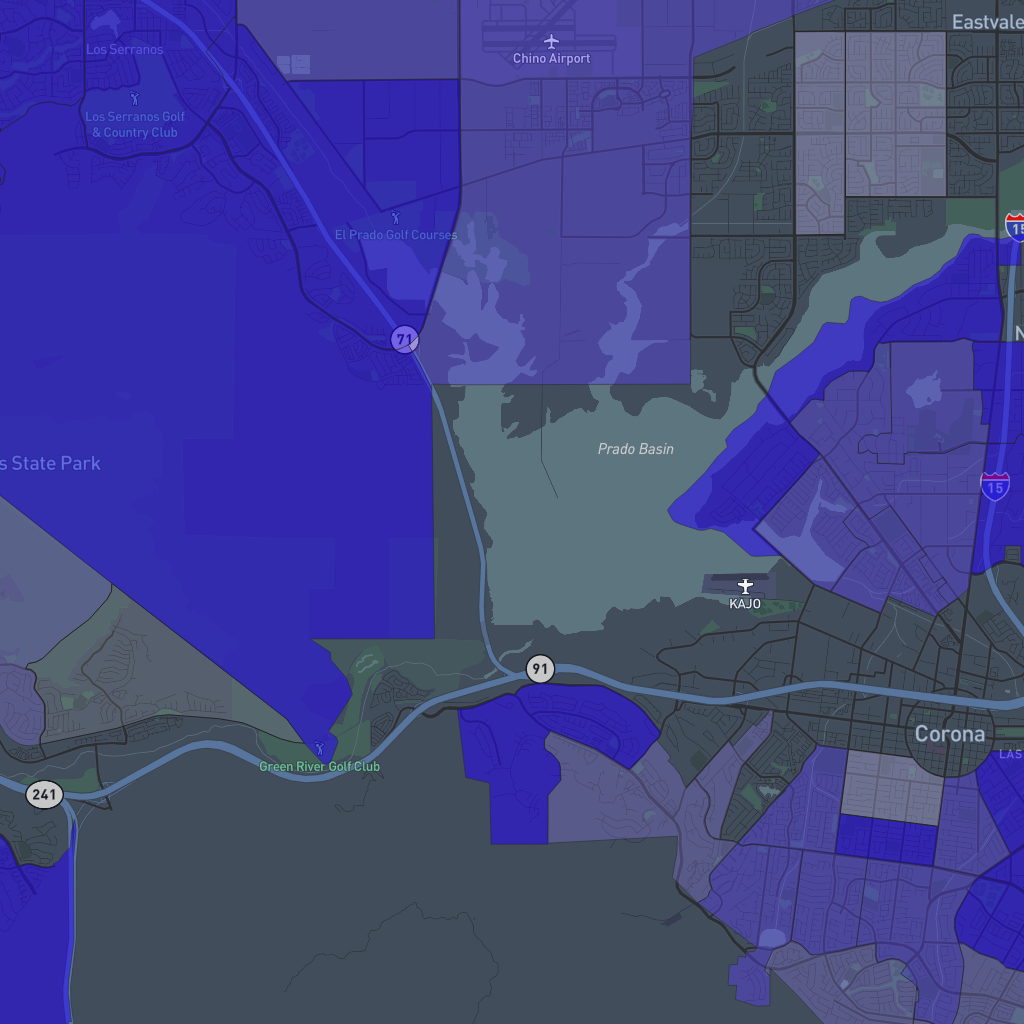 Eastvale
Los Serranos
Chino Airport
Los Serranos Golf
& Country Club
15
El Prado Golf Courses
71
N
Prado Basin
s State Park
15
KAJO
91
Corona
LAS
Green River Golf Club
241